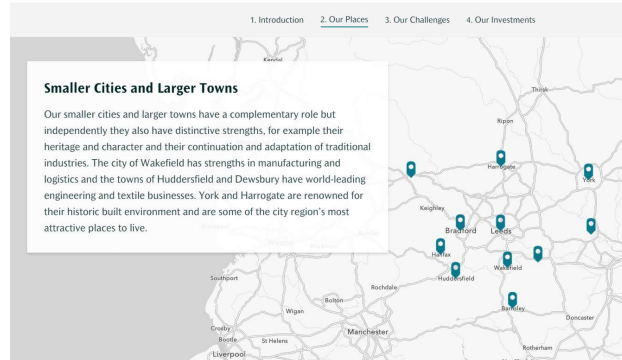 1. Introduction 2. Our Places 3. Our Challenges 4. Our Investments
Kendal
Smaller Cities and Larger Towns
Our smaller cities and larger towns have a complementary role but
independently they also have distinctive strengths, for example their
heritage and character and their continuation and adaptation of traditional
industries. The city of Wakefield has strengths in manufacturing and
logistics and the towns of Huddersfield and Dewsbury have world-leading
engineering and textile businesses. York and Harrogate are renowned for
their historic built environment and are some of the city region's most
attractive places to live.
Thirsk
Ripon
Harrogate
York
Keighley
Bradford
Leeds
Halifax
Wakefield
Huddersfield
Southport
Rochdale
Bolton
Barnsley
Wigan
Doncaster
Crosby
Manchester
Bootle
St Helens
Rotherham
Liverpool